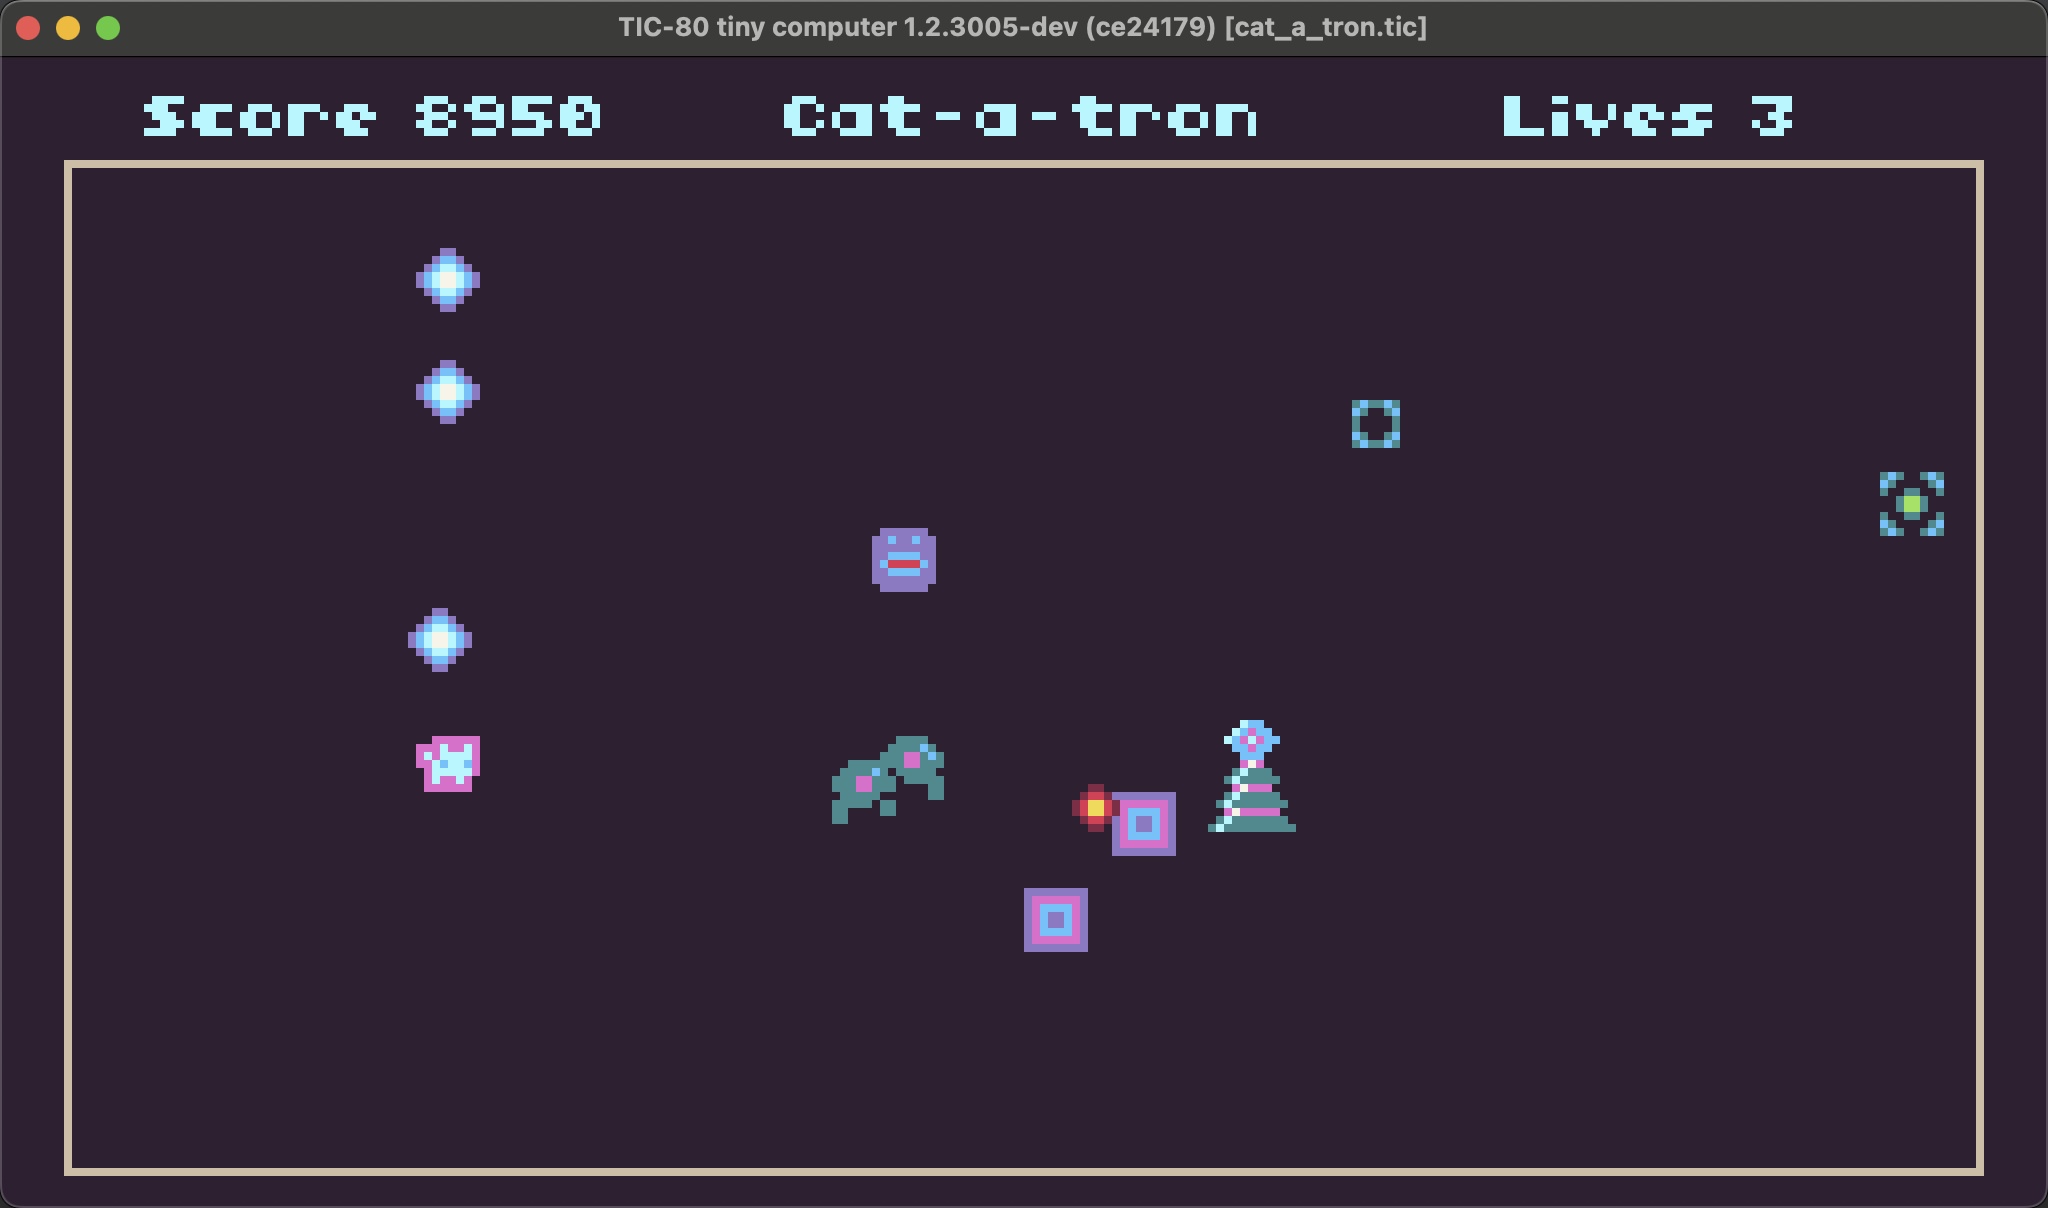 TIC-80 tiny computer 1.2.3005-dev (ce24179) [cat_a_tron.tic]
Score 8950 Cat-a-tron Lives 3